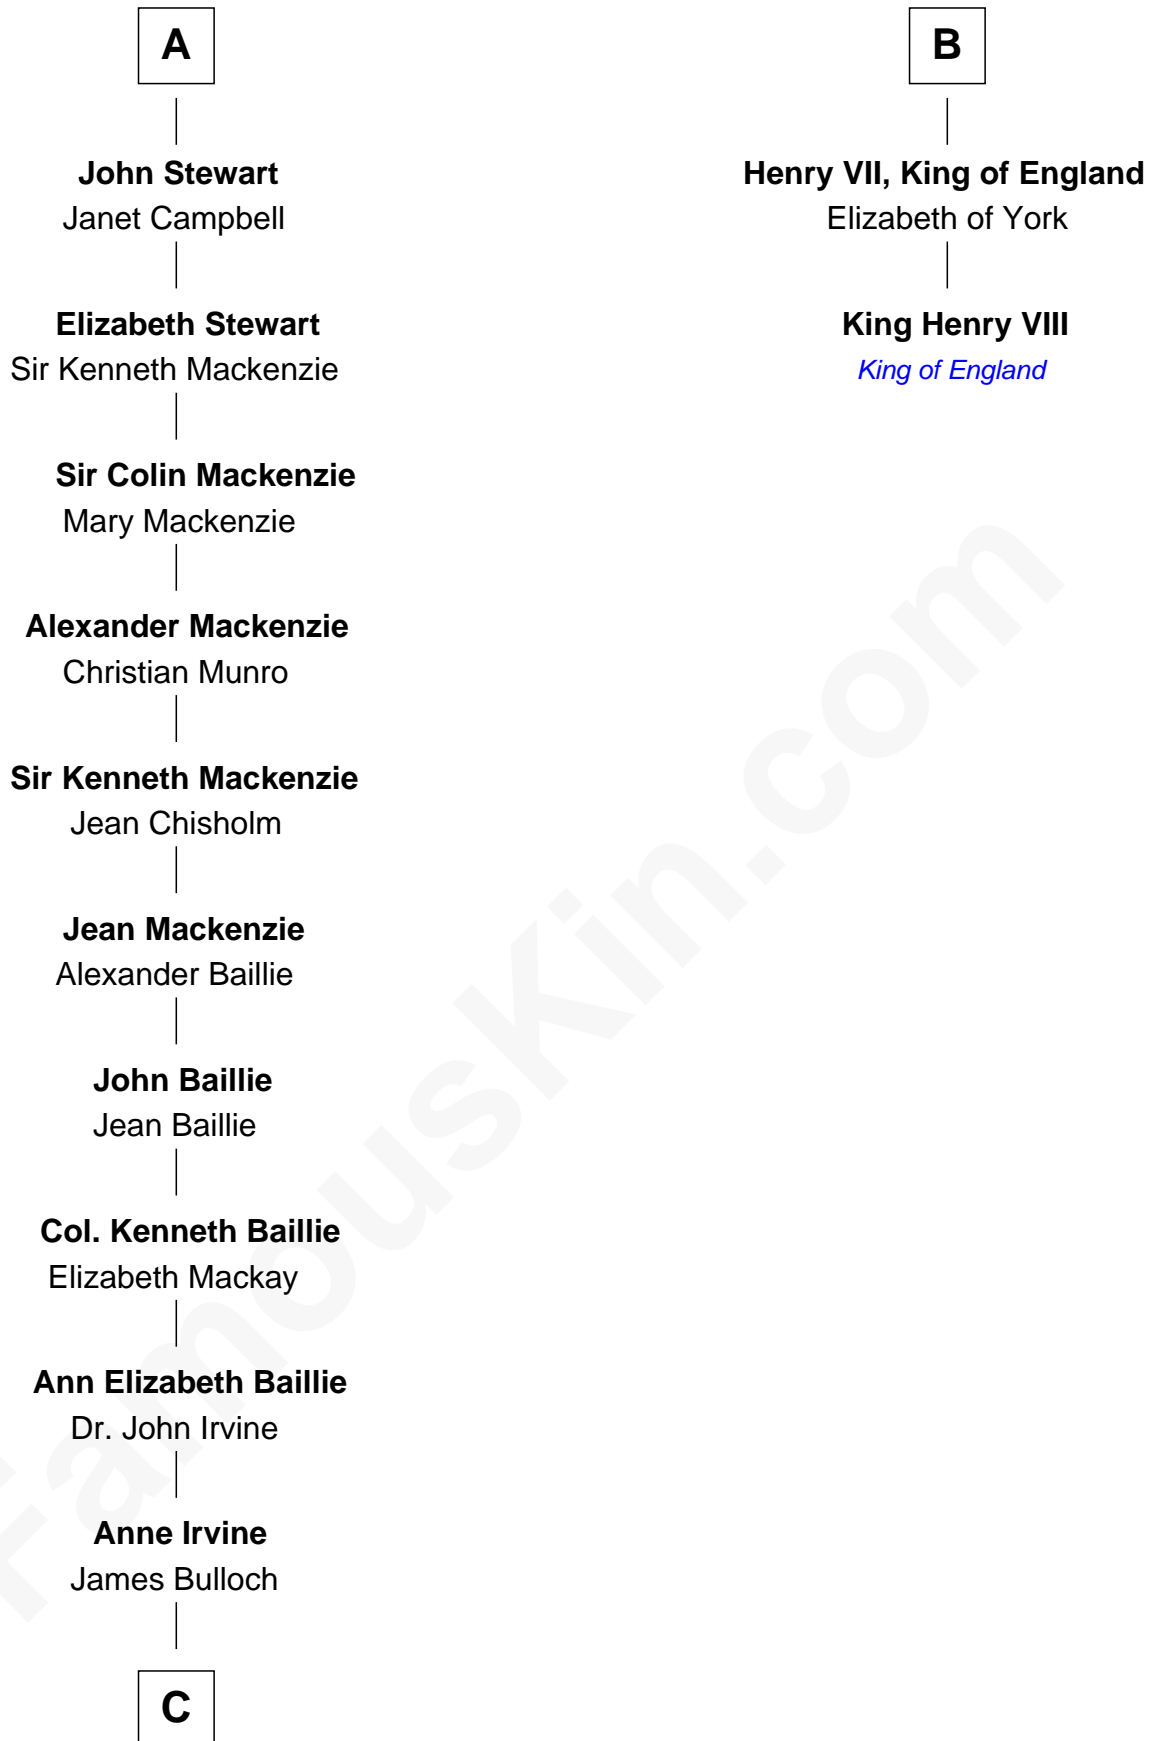 A
John Stewart
Janet Campbell
Elizabeth Stewart
Sir Kenneth Mackenzie
Sir Colin Mackenzie
Mary Mackenzie
Alexander Mackenzie
Christian Munro
Sir Kenneth Mackenzie
Jean Chisholm
Jean Mackenzie
Alexander Baillie
John Baillie
Jean Baillie
Col. Kenneth Baillie
Elizabeth Mackay
Ann Elizabeth Baillie
Dr. John Irvine
Anne Irvine
James Bulloch
C
B
Henry VII, King of England
Elizabeth of York
King Henry VIII
King of England
FamousKin.com